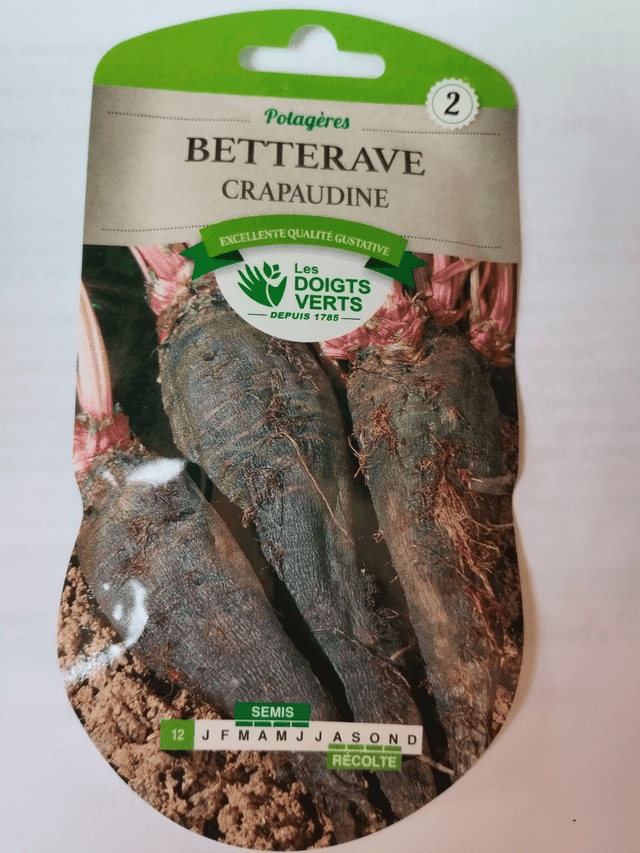 2
Potagères
BETTERAVE
CRAPAUDINE
EXCELLENTE QUALITÉ GUSTATIVE
Les
DOIGTS
VERTS
DEPUIS 1785
SEMIS
12 J F M A M J J A S O N D
RÉCOLTE